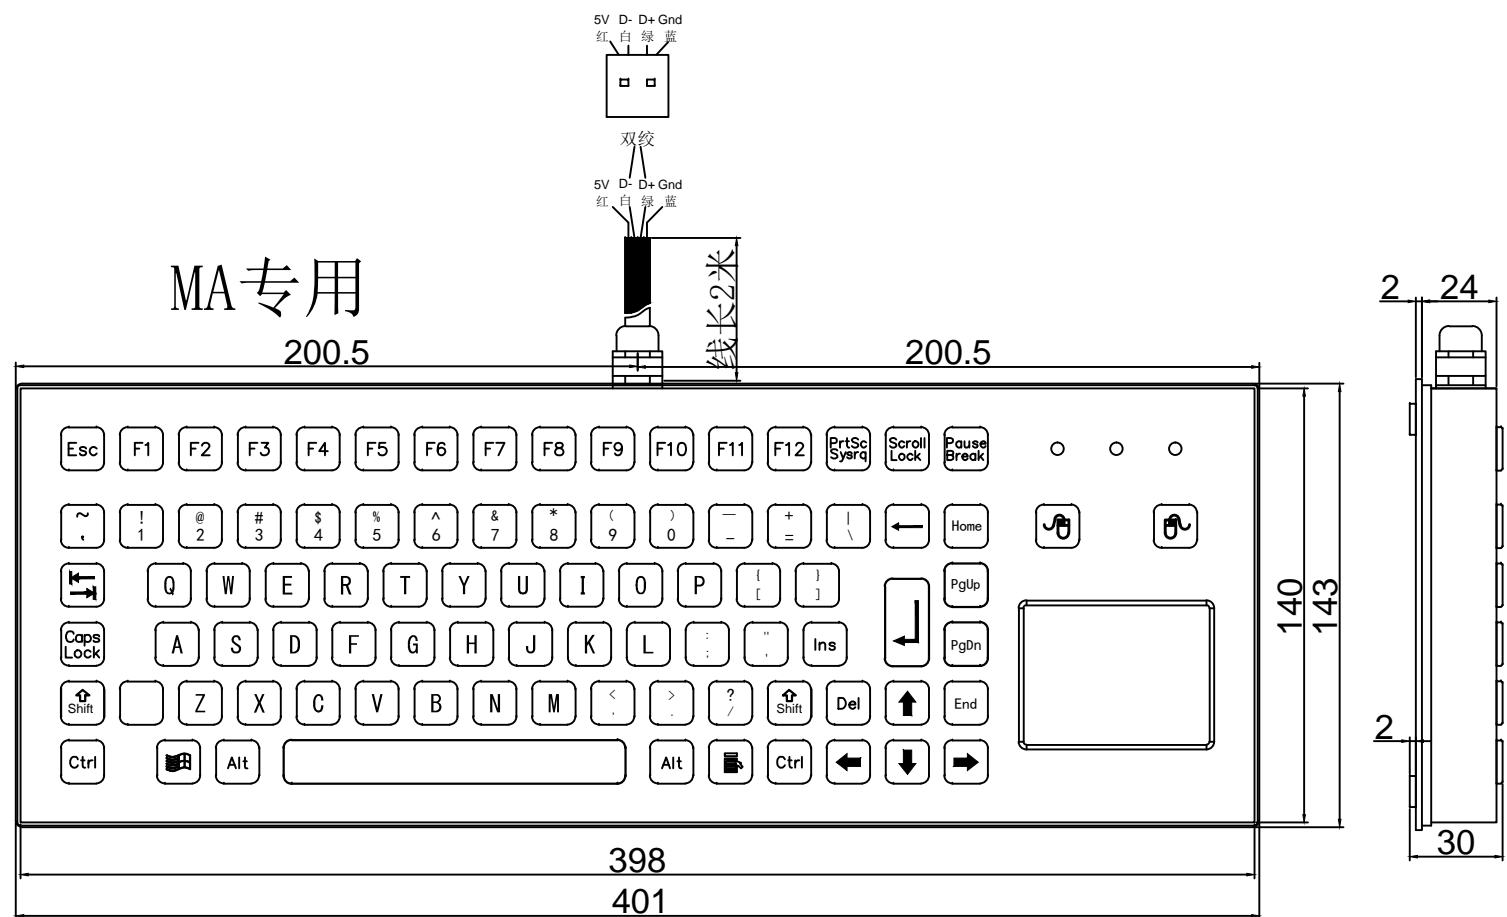 5V D- D+ Gnd
红 白 绿 蓝
双绞
5V D- D+ Gnd
红 白 绿 蓝
MA专用
线长2米
2 24
200.5 200.5
Esc F1 F2 F3 F4 F5 F6 F7 F8 F9 F10 F11 F12 PrtSc Scroll Pause
Sysrq Lock Break
~ ! @ # $ % ^ & * ( ) — + |
, 1 2 3 4 5 6 7 8 9 0 _ = \ Home
Q W E R T Y U I O P { }
[ ] PgUp
140
143
Caps
Lock A S D F G H J K L : " Ins PgDn
; ,
Shift Z X C V B N M < > ? Shift Del End
, . /
2
Ctrl Alt Alt Ctrl
30
398
401